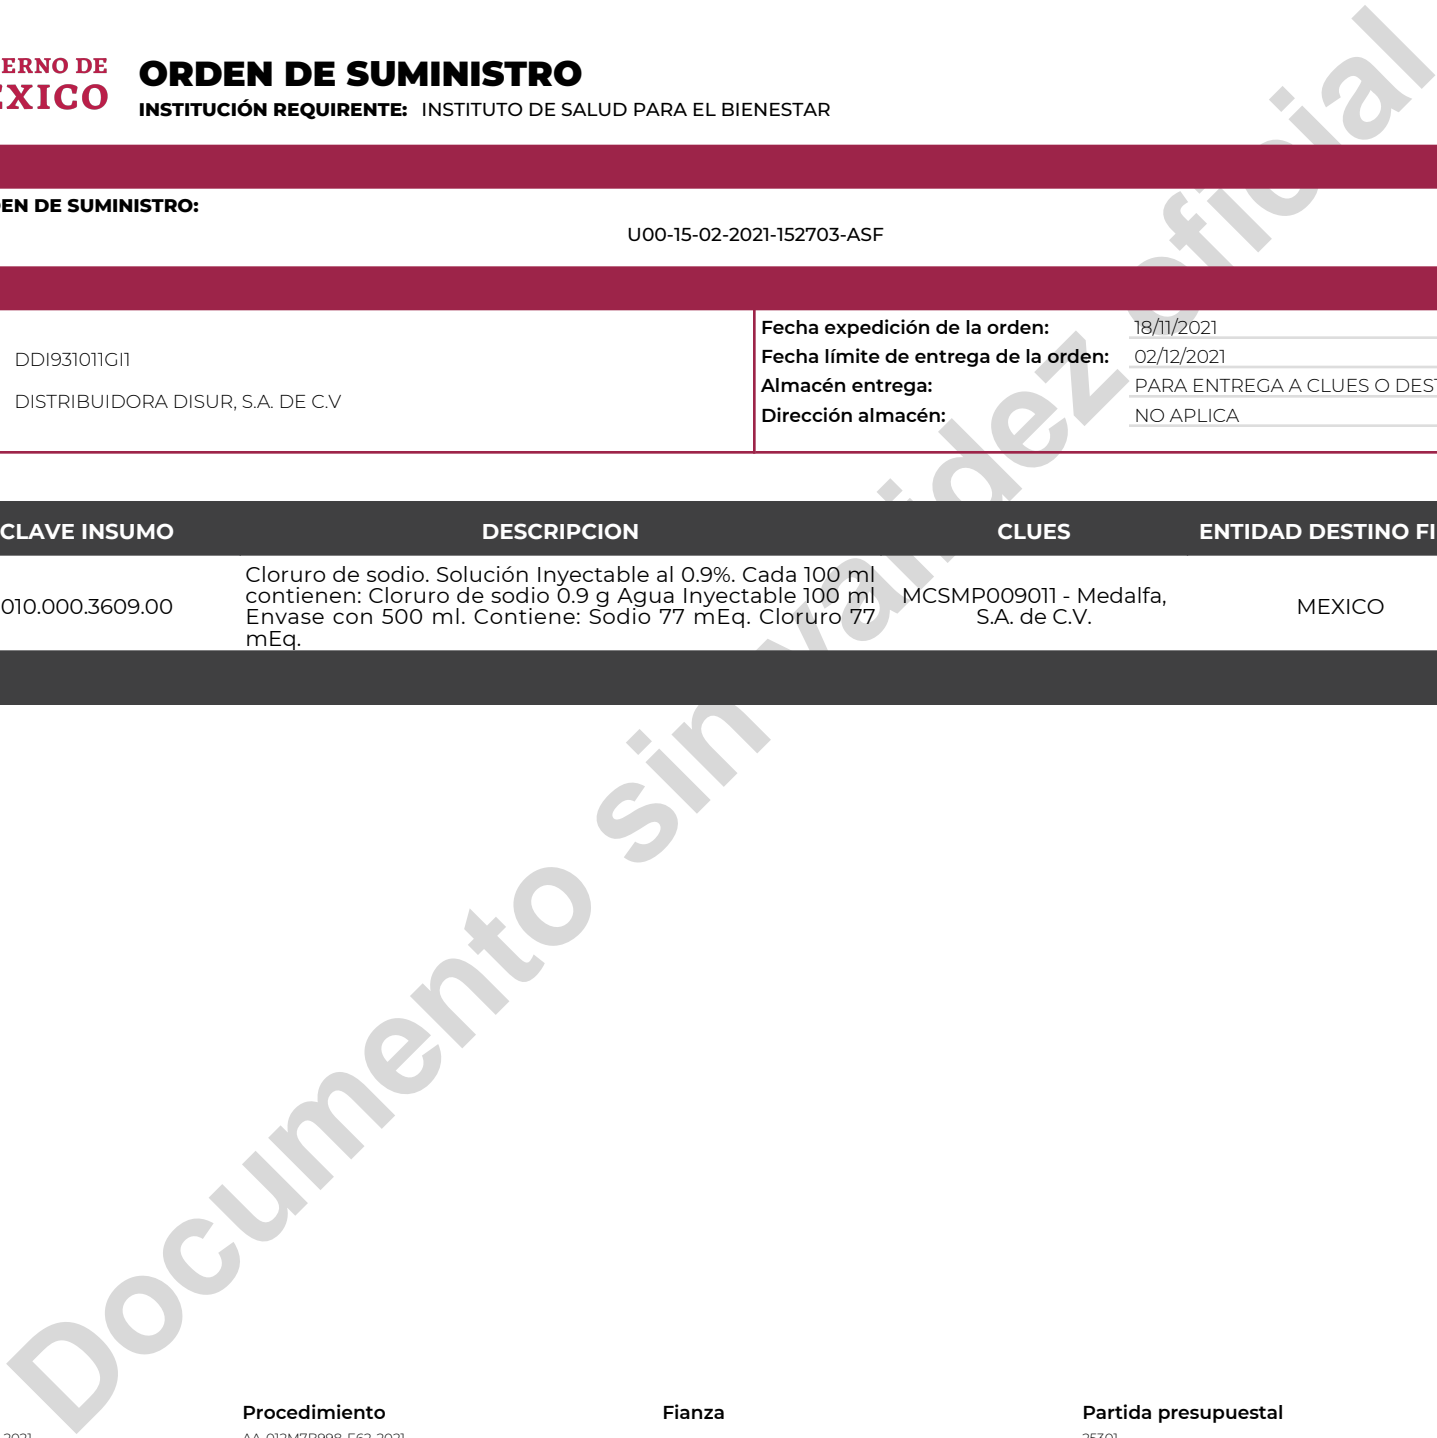 ERNO DE
EXICO
ORDEN DE SUMINISTRO
INSTITUCIÓN REQUIRENTE: INSTITUTO DE SALUD PARA EL BIENESTAR
EN DE SUMINISTRO:
U00-15-02-2021-152703-ASF
DDI931011GI1
DISTRIBUIDORA DISUR, S.A. DE C.V
Fecha expedición de la orden: 18/11/2021
Fecha límite de entrega de la orden: 02/12/2021
Almacén entrega: PARA ENTREGA A CLUES O DEST
Dirección almacén: NO APLICA
CLAVE INSUMO DESCRIPCION CLUES ENTIDAD DESTINO FI
010.000.3609.00
Cloruro de sodio. Solución Inyectable al 0.9%. Cada 100 ml
contienen: Cloruro de sodio 0.9 g Agua Inyectable 100 ml
Envase con 500 ml. Contiene: Sodio 77 mEq. Cloruro 77
mEq.
MCSMP009011 - Medalfa,
S.A. de C.V.
MEXICO
Documento sin validez oficial
Procedimiento Fianza Partida presupuestal